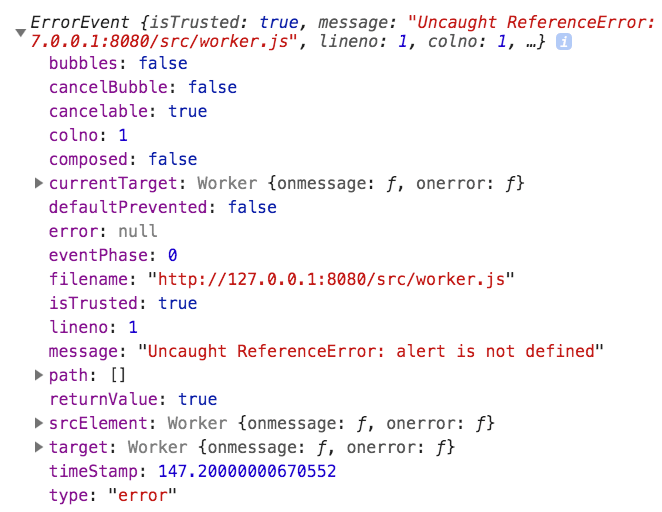 ErrorEvent {isTrusted: true, message: "Uncaught ReferenceError:
7.0.0.1:8080/src/worker.js", lineno: 1, colno: 1, …} i
bubbles: false
cancelBubble: false
cancelable: true
colno: 1
composed: false
currentTarget: Worker {onmessage: ƒ, onerror: ƒ}
defaultPrevented: false
error: null
eventPhase: 0
filename: "http://127.0.0.1:8080/src/worker.js"
isTrusted: true
lineno: 1
message: "Uncaught ReferenceError: alert is not defined"
path: []
returnValue: true
srcElement: Worker {onmessage: ƒ, onerror: ƒ}
target: Worker {onmessage: ƒ, onerror: ƒ}
timeStamp: 147.20000000670552
type: "error"